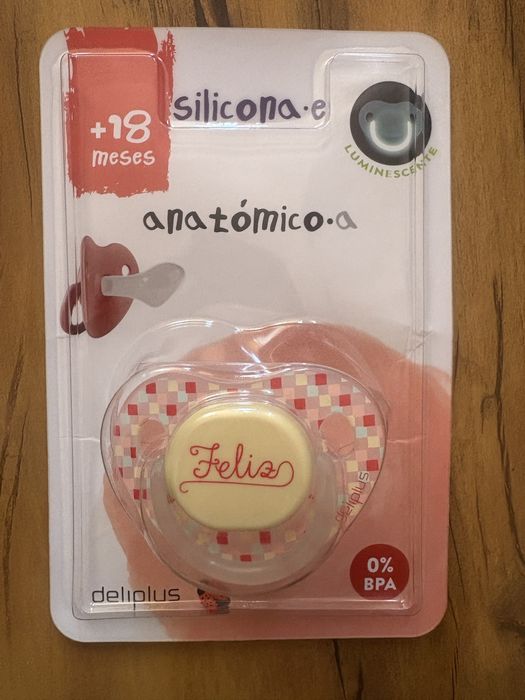 +18
meses
silicona·e
LUMINESCENTE
anatómico·a
Feliz
deliplus
0%
BPA
deliplus